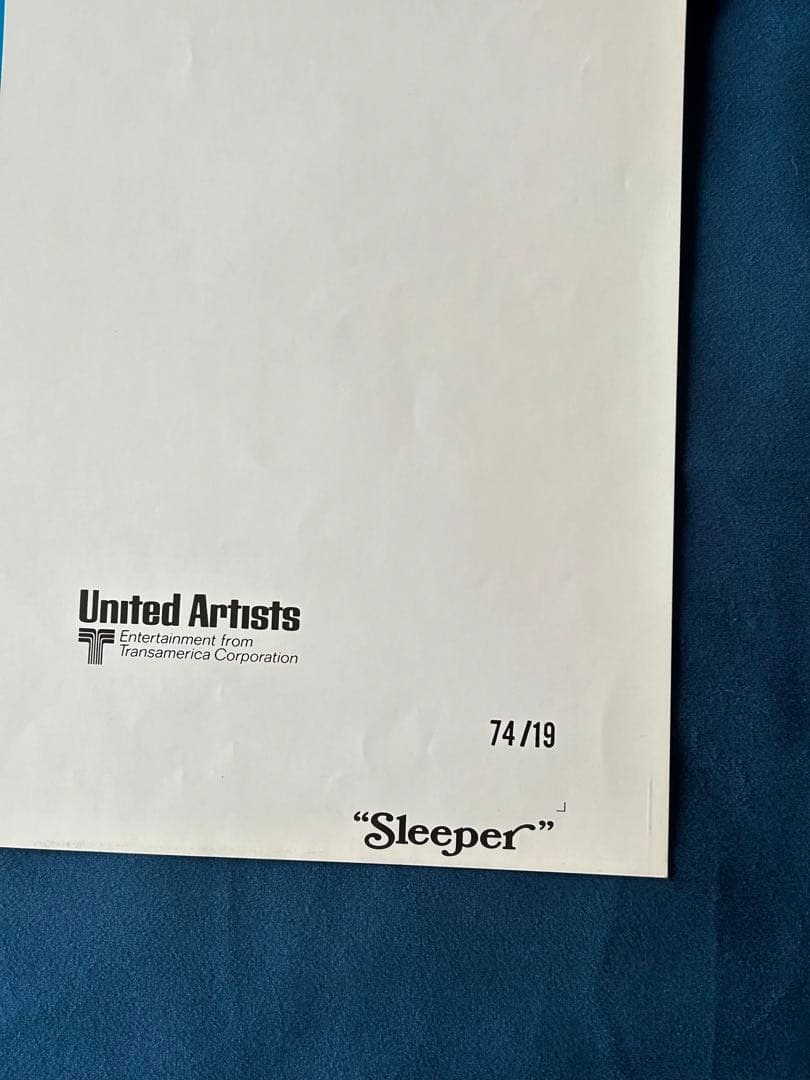 United Artists
Entertainment from
Transamerica Corporation
74/19
“Sleeper”